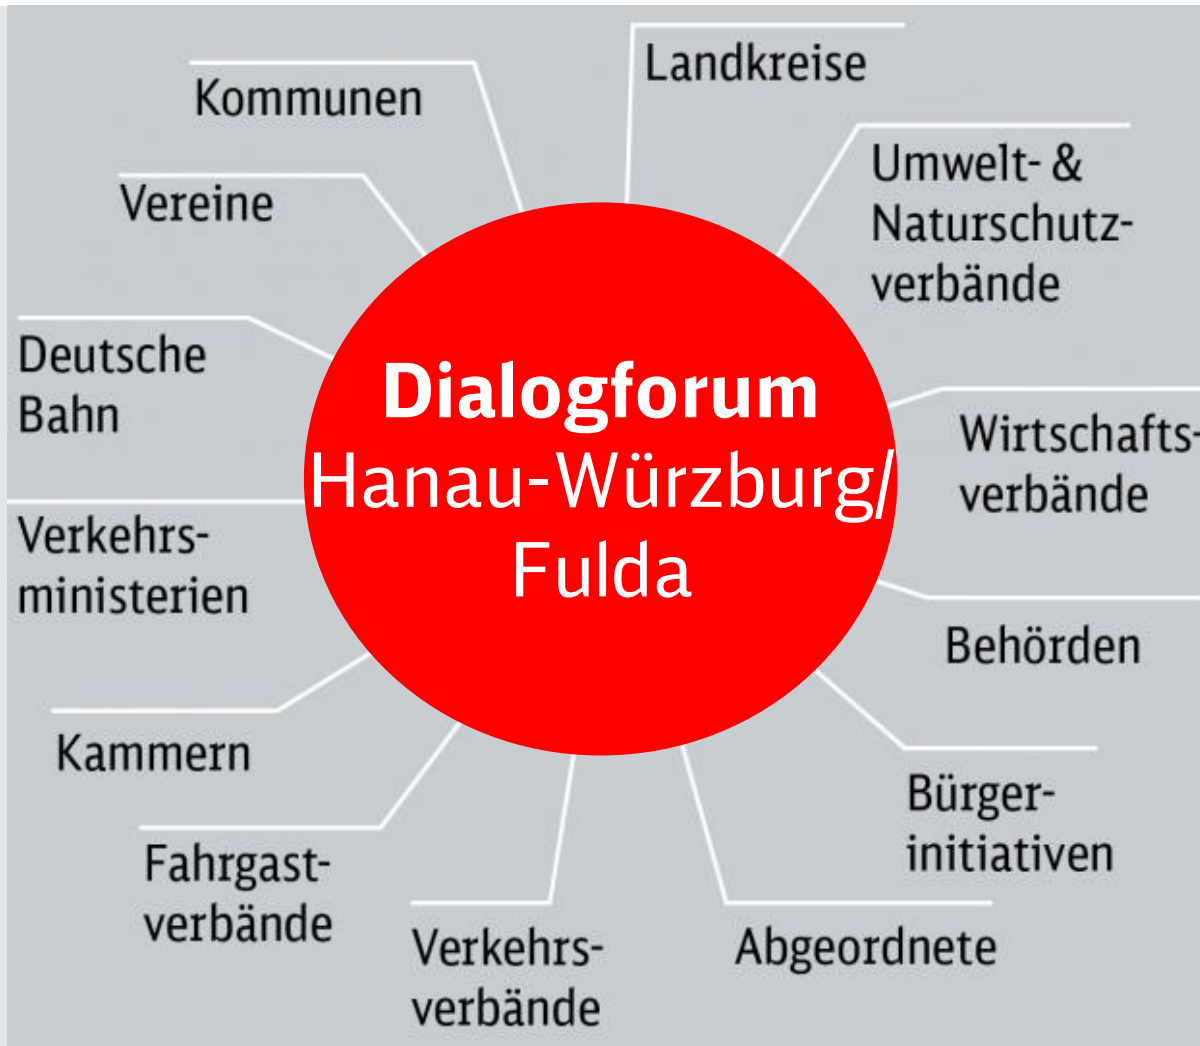 Landkreise
Kommunen
Umwelt- &
Naturschutz-
verbände
Vereine
Deutsche
Bahn
Dialogforum
Hanau-Würzburg/
Fulda
Wirtschafts-
verbände
Verkehrs-
ministerien
Behörden
Kammern
Bürger-
initiativen
Fahrgast-
verbände
Verkehrs-
verbände
Abgeordnete